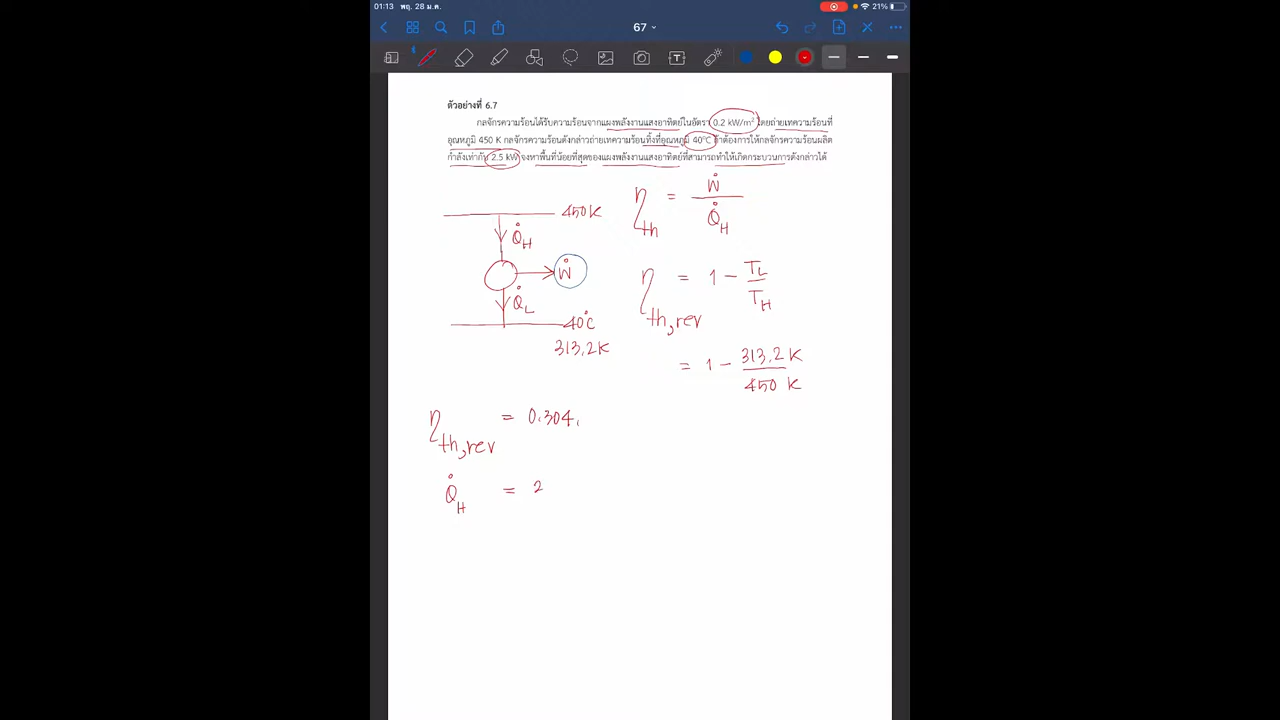 01:13 พฤ. 28 ม.ค.
21%
67
ตัวอย่างที่ 6.7
กลจักรความร้อนได้รับความร้อนจากแผงพลังงานแสงอาทิตย์ในอัตรา 0.2 kW/m² โดยถ่ายเทความร้อนที่
อุณหภูมิ 450 K กลจักรความร้อนดังกล่าวถ่ายเทความร้อนทิ้งที่อุณหภูมิ 40°C ถ้าต้องการให้กลจักรความร้อนผลิต
กำลังเท่ากับ 2.5 kW จงหาพื้นที่น้อยที่สุดของแผงพลังงานแสงอาทิตย์ที่สามารถทำให้เกิดกระบวนการดังกล่าวได้
450 K
Q̇H
Ẇ
Q̇L
40°C
313.2 K
ηth = Ẇ / Q̇H
ηth,rev = 1 - TL / TH
= 1 - 313.2 K / 450 K
ηth,rev = 0.304,
Q̇H = 2